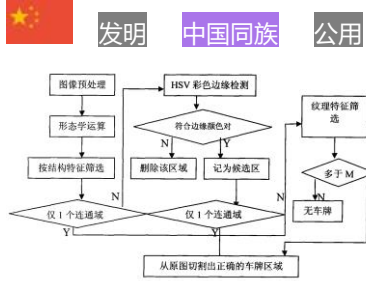 发明 中国同族 公用
图像预处理
形态学运算
按结构特征筛选
仅 1 个连通域
N
Y
HSV 彩色边缘检测
符合边缘颜色对
N
Y
删除该区域
记为候选区
仅 1 个连通域
N
Y
纹理特征筛
选
多于 M
N
无车牌
从原图切割出正确的车牌区域